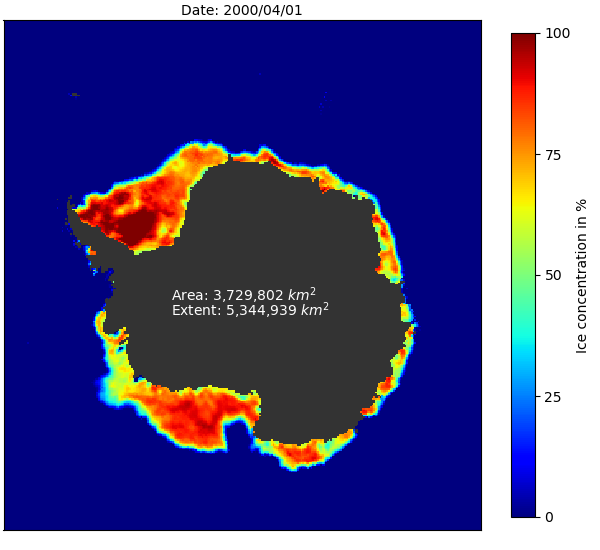 Date: 2000/04/01
Area: 3,729,802 km²
Extent: 5,344,939 km²
100
75
50
25
0
Ice concentration in %